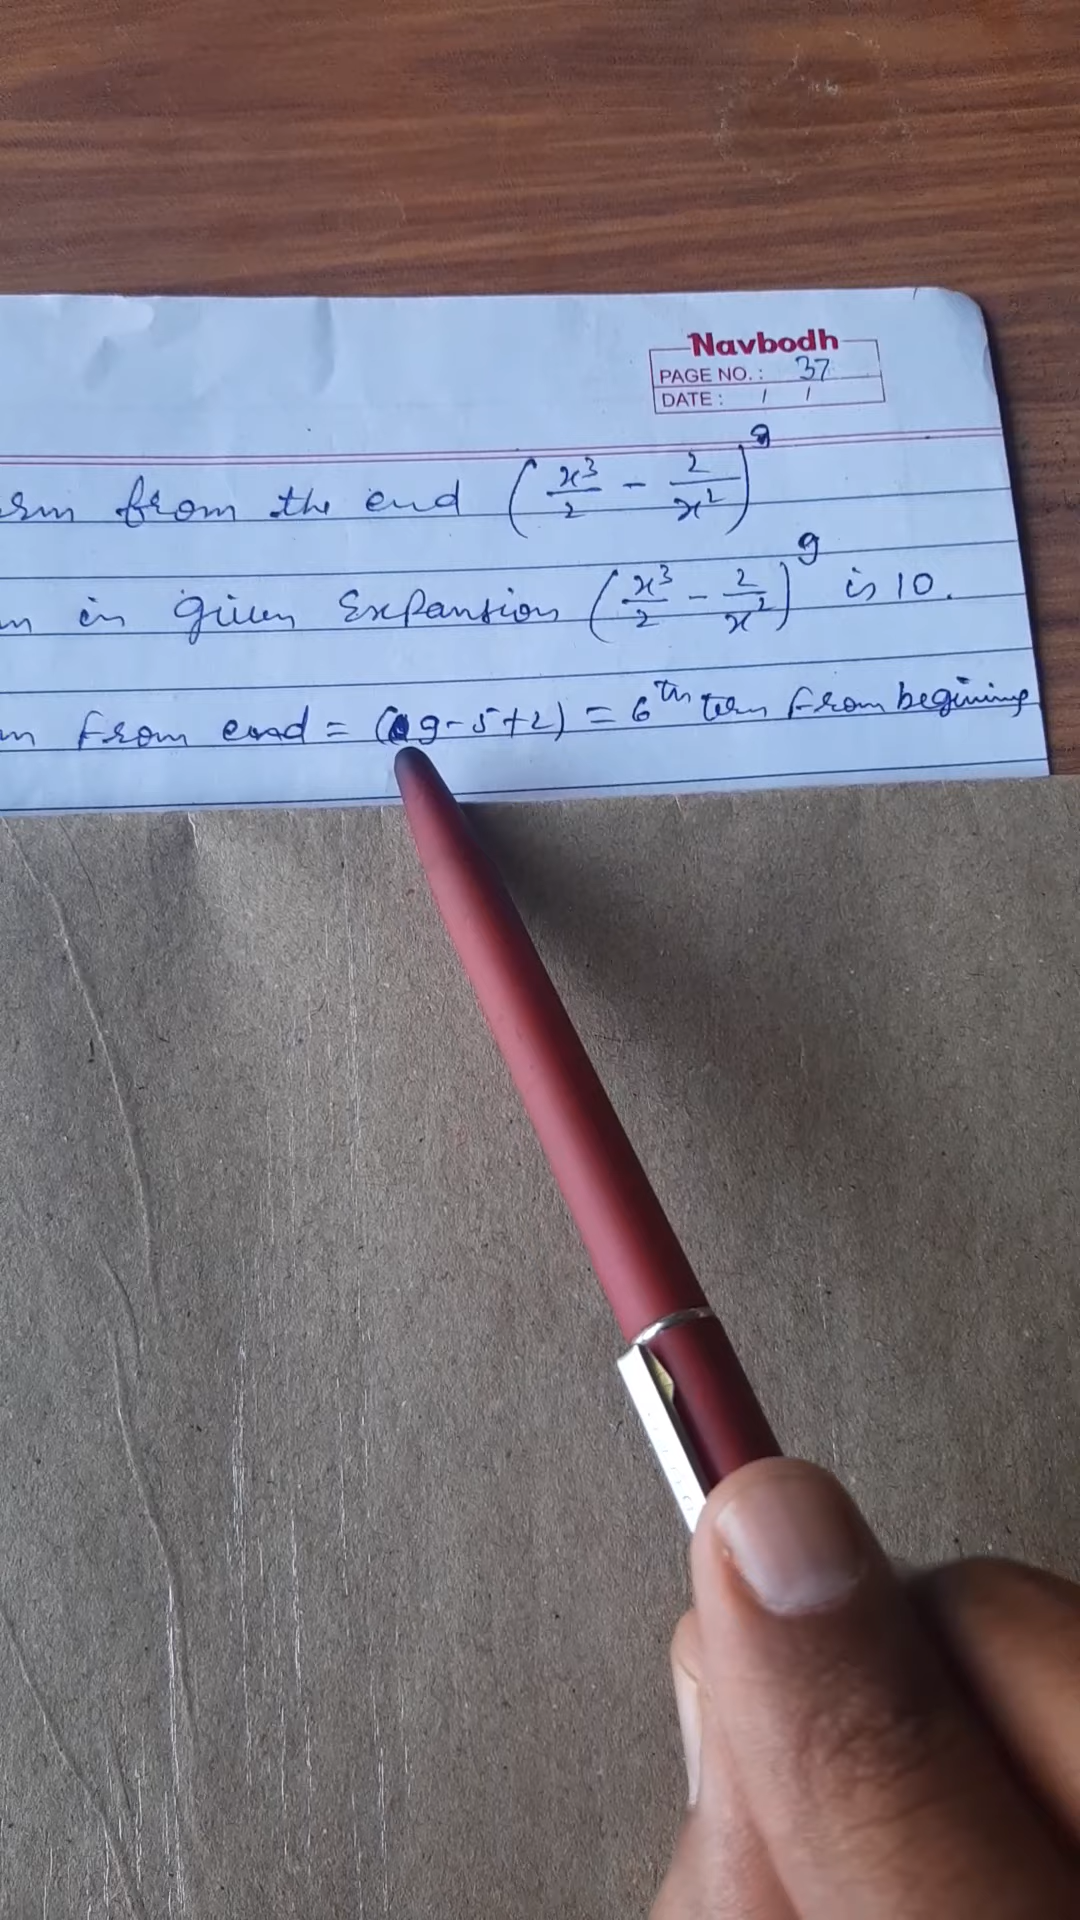 Navbodh
PAGE NO.: 37
DATE: / /
from the end (x³/2 - 2/x²)⁹
in given Expansion (x³/2 - 2/x²)⁹ is 10.
from end = (9-5+2) = 6th term from begining